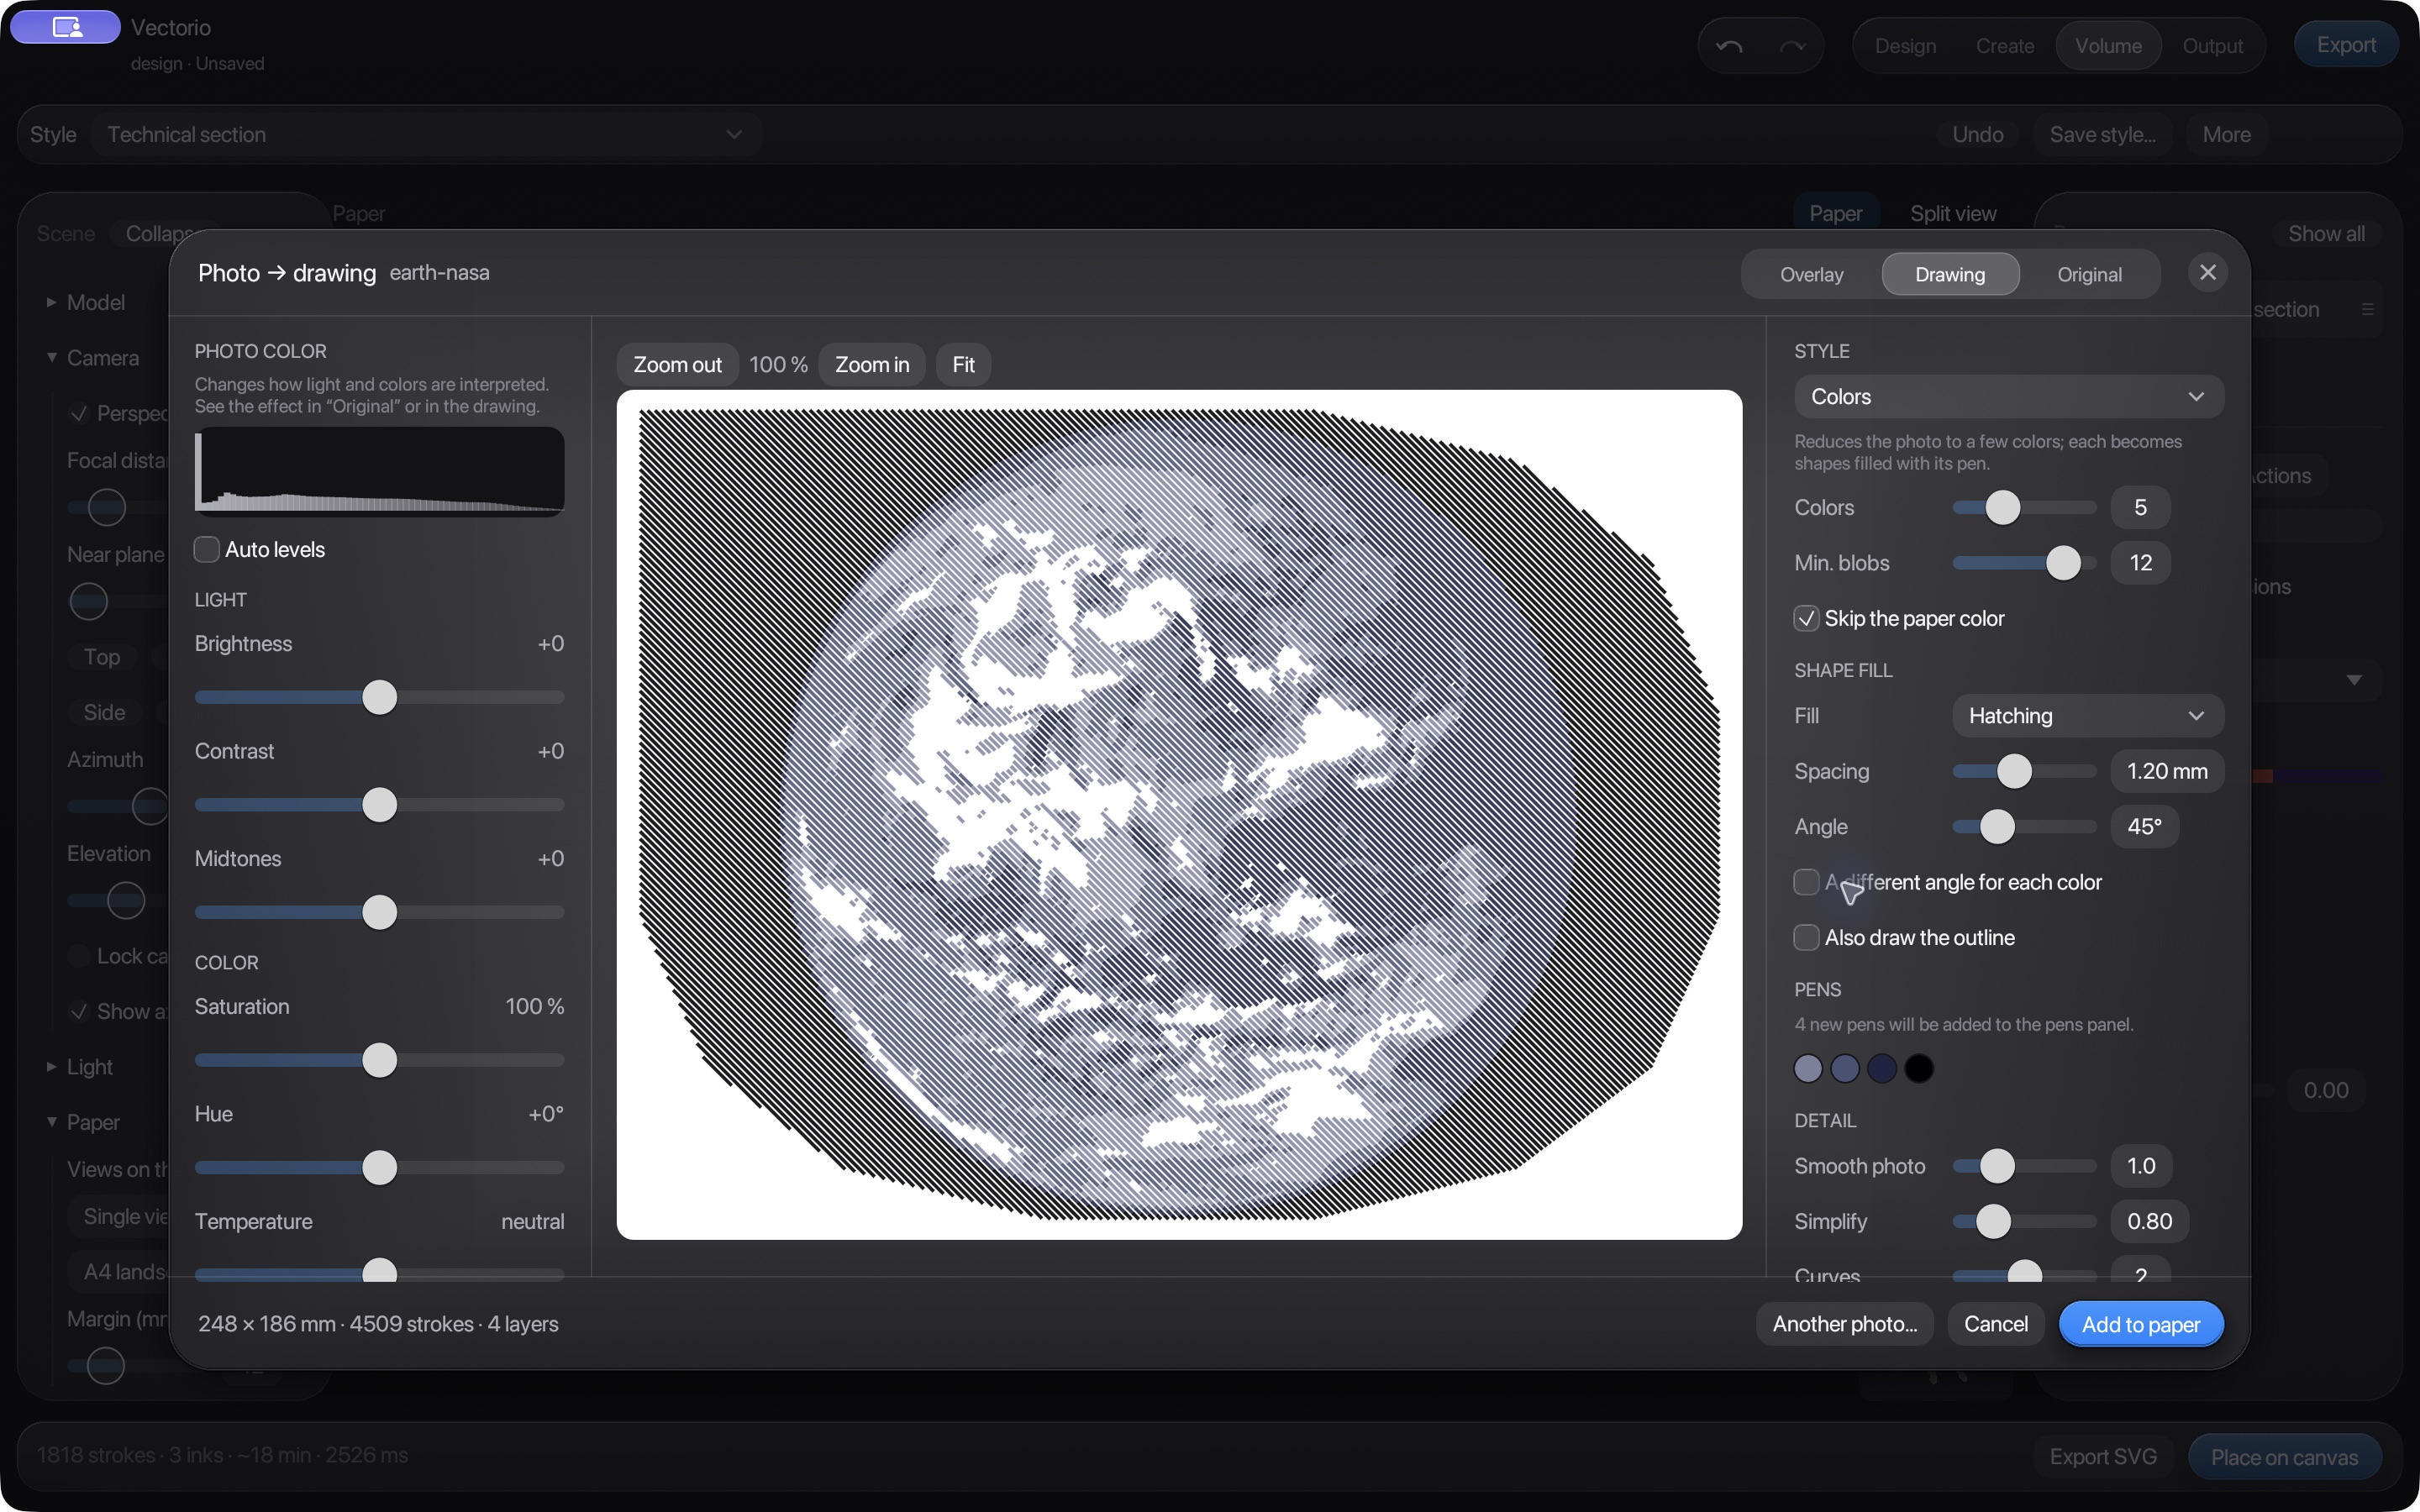 Vectorio
design · Unsaved
Design Create Volume Output Export
Style Technical section Undo Save style... More
Scene Collaps
Paper
Paper Split view
Show all
Photo → drawing earth-nasa
Overlay Drawing Original
Model
Camera
Perspec
Focal dista
Near plane
Top
Side
Azimuth
Elevation
Lock ca
Show a
Light
Paper
Views on th
Single vie
A4 lands
Margin (mr
PHOTO COLOR
Changes how light and colors are interpreted.
See the effect in “Original” or in the drawing.
Auto levels
LIGHT
Brightness +0
Contrast +0
Midtones +0
COLOR
Saturation 100 %
Hue +0°
Temperature neutral
Zoom out 100 % Zoom in Fit
STYLE
Colors
Reduces the photo to a few colors; each becomes
shapes filled with its pen.
Colors 5
Min. blobs 12
Skip the paper color
SHAPE FILL
Fill Hatching
Spacing 1.20 mm
Angle 45°
A different angle for each color
Also draw the outline
PENS
4 new pens will be added to the pens panel.
DETAIL
Smooth photo 1.0
Simplify 0.80
Curves 2
section
ctions
ions
0.00
248 × 186 mm · 4509 strokes · 4 layers
Another photo... Cancel Add to paper
1818 strokes · 3 inks · ~18 min · 2526 ms
Export SVG Place on canvas